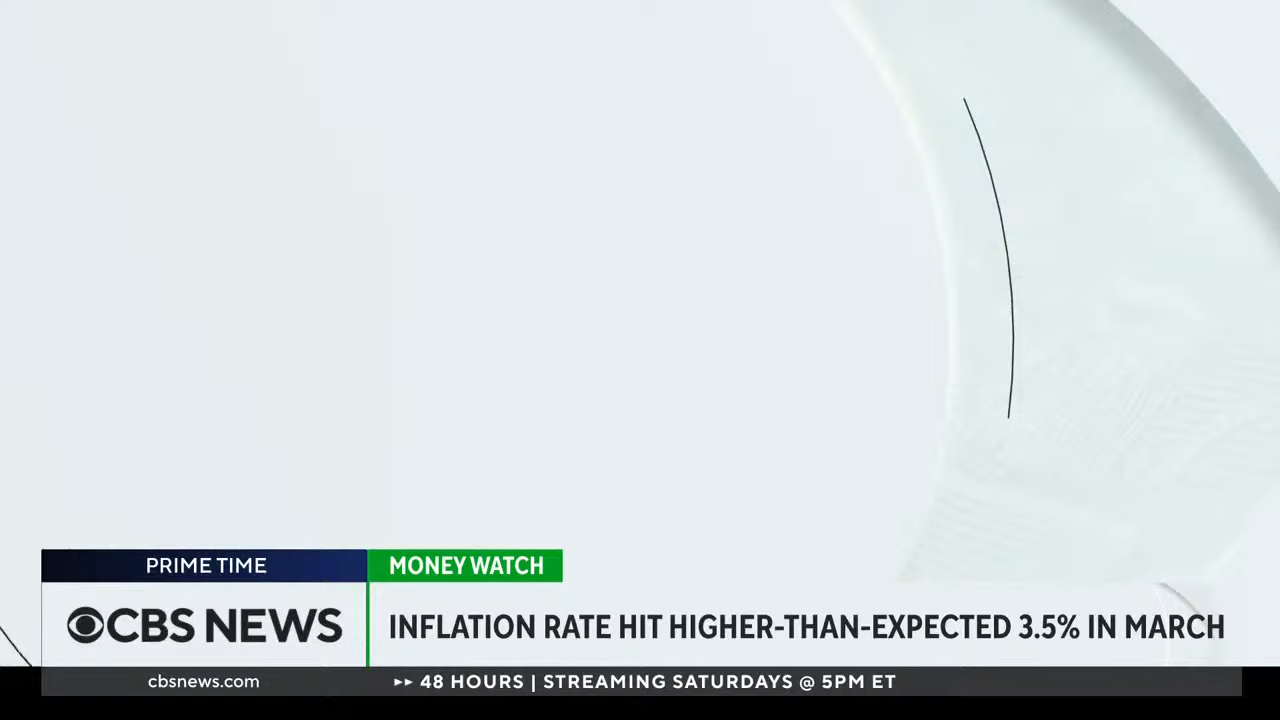 PRIME TIME
MONEY WATCH
CBS NEWS
INFLATION RATE HIT HIGHER-THAN-EXPECTED 3.5% IN MARCH
cbsnews.com
48 HOURS | STREAMING SATURDAYS @ 5PM ET